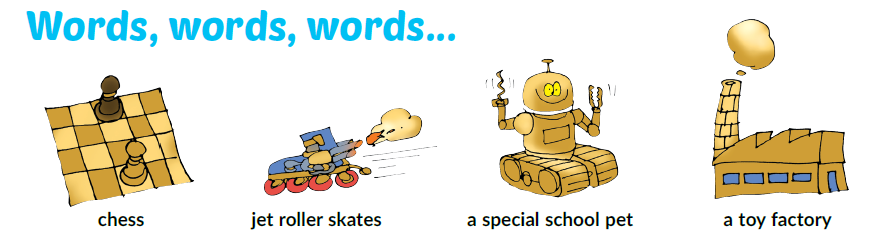 Words, words, words...
chess
jet roller skates
a special school pet
a toy factory